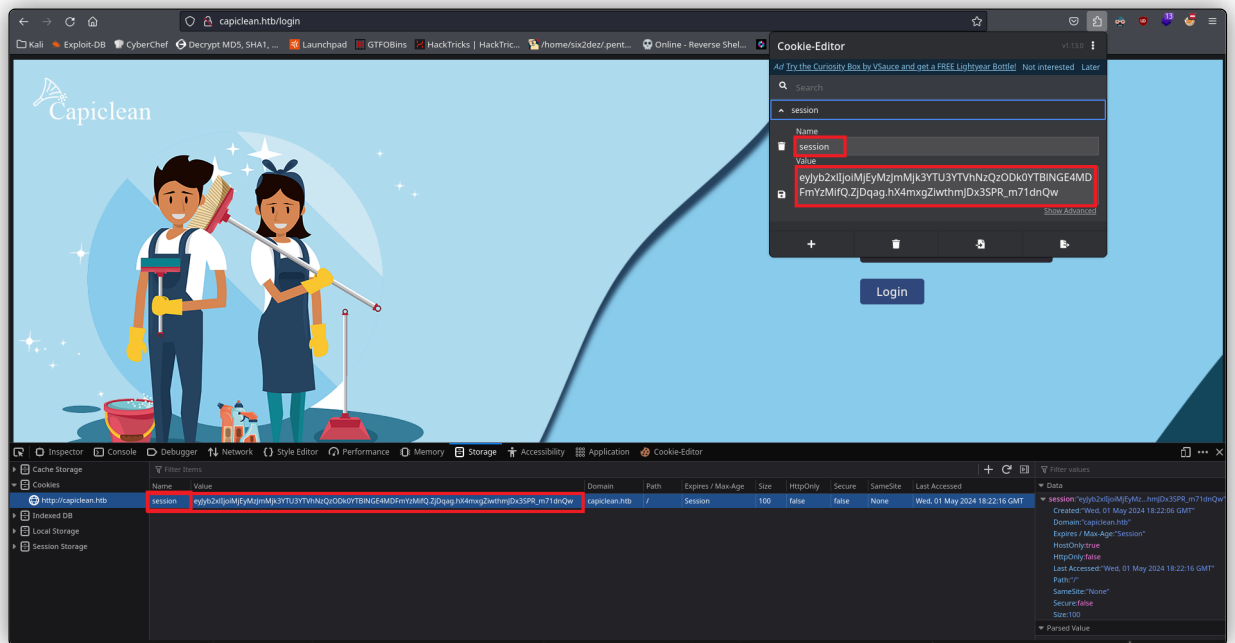 capiclean.htb/login
13
Kali Exploit-DB CyberChef Decrypt MD5, SHA1, ... Launchpad GTFOBins HackTricks | HackTric... /home/six2dez/.pent... Online - Reverse Shel...
Cookie-Editor v1.13.0
Ad Try the Curiosity Box by VSauce and get a FREE Lightyear Bottle! Not interested Later
Search
session
Name
session
Value
Show Advanced
Capiclean
Login
Inspector Console Debugger Network Style Editor Performance Memory Storage Accessibility Application Cookie-Editor
Cache Storage
Cookies
http://capiclean.htb
Indexed DB
Local Storage
Session Storage
Filter Items
Name Value Domain Path Expires / Max-Age Size HttpOnly Secure SameSite Last Accessed
session capiclean.htb / Session 100 false false None Wed, 01 May 2024 18:22:16 GMT
Filter values
Data
Created:"Wed, 01 May 2024 18:22:06 GMT"
Domain:"capiclean.htb"
Expires / Max-Age:"Session"
HostOnly:true
HttpOnly:false
Last Accessed:"Wed, 01 May 2024 18:22:16 GMT"
Path:"/"
SameSite:"None"
Secure:false
Size:100
Parsed Value